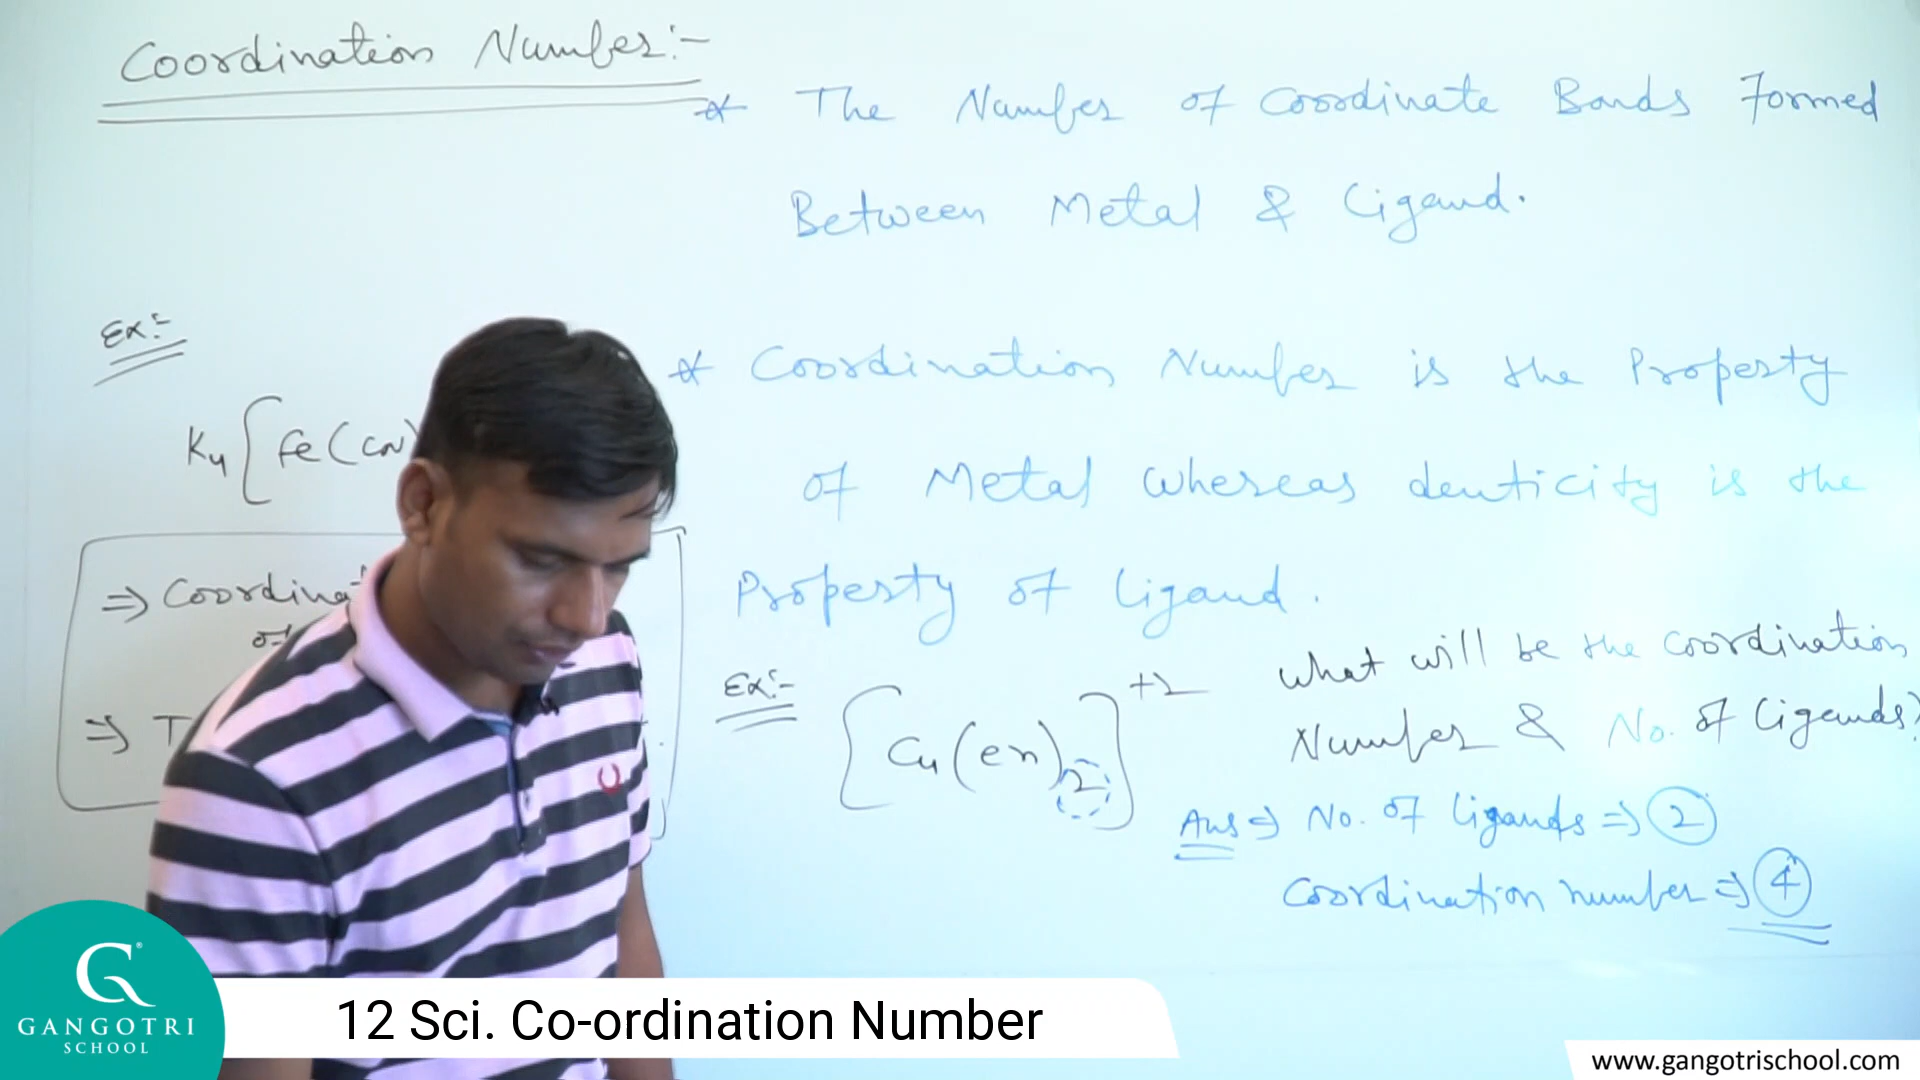 Coordination Number:-
* The Number of Coordinate Bonds Formed
Between Metal & Ligand.
Ex:-
K4[Fe(CN)
* Coordination Number is the Property
of Metal whereas denticity is the
Property of Ligand.
⇒ Coordina
of
⇒ T
Ex:-
[Cu(en)2]+2
What will be the Coordination
Number & No. of Ligands?
Ans ⇒ No. of Ligands ⇒ 2
Coordination number ⇒ 4
G®
GANGOTRI
SCHOOL
12 Sci. Co-ordination Number
www.gangotrischool.com